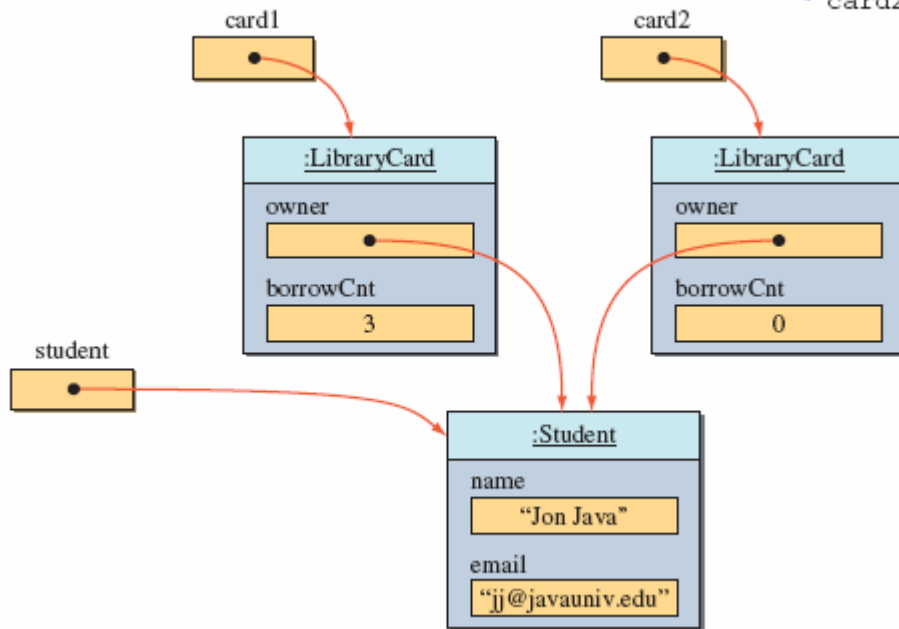 card2
card1
card2
:LibraryCard
:LibraryCard
owner
owner
borrowCnt
borrowCnt
3
0
student
:Student
name
“Jon Java”
email
“jj@javauniv.edu”